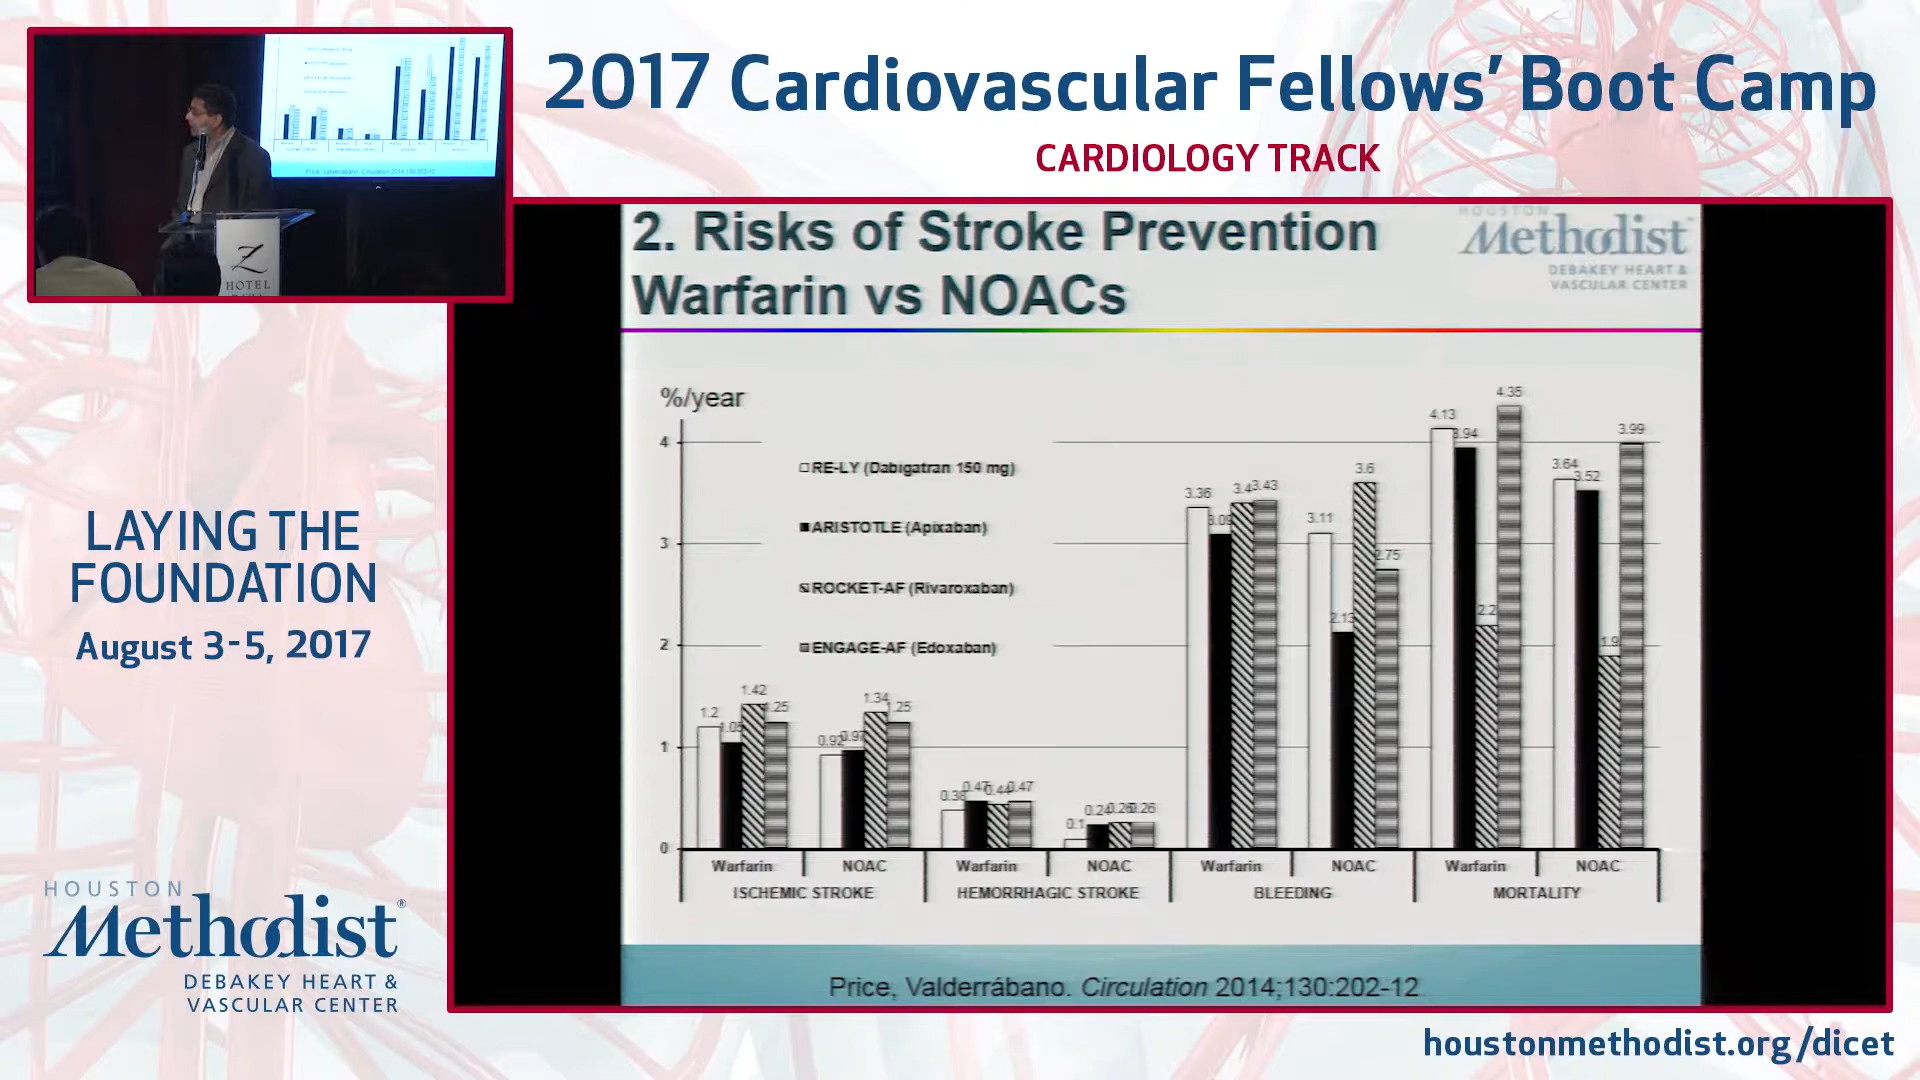 2017 Cardiovascular Fellows’ Boot Camp
CARDIOLOGY TRACK
Z
HOTEL
2. Risks of Stroke Prevention
Warfarin vs NOACs
HOUSTON
Methodist
DEBAKEY HEART &
VASCULAR CENTER
%/year
4
3
2
1
0
RE-LY (Dabigatran 150 mg)
ARISTOTLE (Apixaban)
ROCKET-AF (Rivaroxaban)
ENGAGE-AF (Edoxaban)
1.2 1.05 1.42 1.25
0.92 0.97 1.34 1.25
0.38 0.47 0.44 0.47
0.1 0.24 0.26 0.26
3.36 3.09 3.4 3.43
3.11 2.13 3.6 2.75
4.13 3.94 2.2 4.35
3.64 3.52 1.9 3.99
Warfarin NOAC Warfarin NOAC Warfarin NOAC Warfarin NOAC
ISCHEMIC STROKE HEMORRHAGIC STROKE BLEEDING MORTALITY
Price, Valderrábano. Circulation 2014;130:202-12
LAYING THE
FOUNDATION
August 3-5, 2017
HOUSTON
Methodist®
DEBAKEY HEART &
VASCULAR CENTER
houstonmethodist.org/dicet